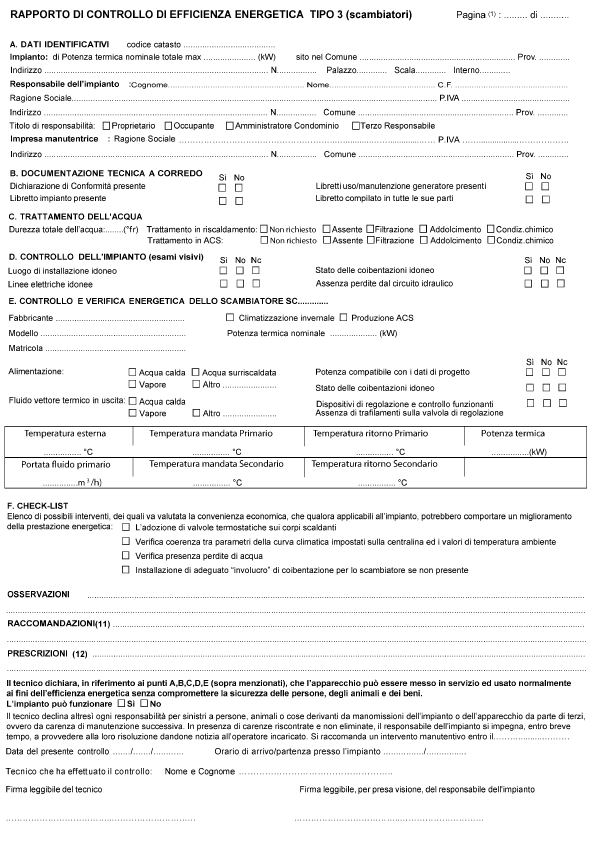 RAPPORTO DI CONTROLLO DI EFFICIENZA ENERGETICA TIPO 3 (scambiatori) Pagina (1) : ........ di ..........
A. DATI IDENTIFICATIVI codice catasto ....................................
Impianto: di Potenza termica nominale totale max .................... (kW) sito nel Comune .................................................. Prov. ..........
Indirizzo ........................................................................ N............... Palazzo............ Scala............ Interno............
Responsabile dell'impianto :Cognome.......................................... Nome.......................................... C.F. ..........................................
Ragione Sociale.......................................................................................... P.IVA ..........................................
Indirizzo ........................................................................ N............... Comune .................................................. Prov. ..........
Titolo di responsabilità: ☐ Proprietario ☐ Occupante ☐ Amministratore Condominio ☐ Terzo Responsabile
Impresa manutentrice : Ragione Sociale .................................................................. P.IVA ..........................................
Indirizzo ........................................................................ N............... Comune .................................................. Prov. ..........
B. DOCUMENTAZIONE TECNICA A CORREDO Sì No Sì No
Dichiarazione di Conformità presente ☐ ☐ Libretti uso/manutenzione generatore presenti ☐ ☐
Libretto impianto presente ☐ ☐ Libretto compilato in tutte le sue parti ☐ ☐
C. TRATTAMENTO DELL'ACQUA
Durezza totale dell'acqua:.......(°fr) Trattamento in riscaldamento: ☐ Non richiesto ☐ Assente ☐ Filtrazione ☐ Addolcimento ☐ Condiz.chimico
Trattamento in ACS: ☐ Non richiesto ☐ Assente ☐ Filtrazione ☐ Addolcimento ☐ Condiz.chimico
D. CONTROLLO DELL'IMPIANTO (esami visivi) Sì No Nc Sì No Nc
Luogo di installazione idoneo ☐ ☐ ☐ Stato delle coibentazioni idoneo ☐ ☐ ☐
Linee elettriche idonee ☐ ☐ ☐ Assenza perdite dal circuito idraulico ☐ ☐ ☐
E. CONTROLLO E VERIFICA ENERGETICA DELLO SCAMBIATORE SC............
Fabbricante .................................................. ☐ Climatizzazione invernale ☐ Produzione ACS
Modello .................................................. Potenza termica nominale .................. (kW)
Matricola ..................................................
Sì No Nc
Alimentazione: ☐ Acqua calda ☐ Acqua surriscaldata Potenza compatibile con i dati di progetto ☐ ☐ ☐
☐ Vapore ☐ Altro ...................... Stato delle coibentazioni idoneo ☐ ☐ ☐
Fluido vettore termico in uscita: ☐ Acqua calda Dispositivi di regolazione e controllo funzionanti ☐ ☐ ☐
☐ Vapore ☐ Altro ...................... Assenza di trafilamenti sulla valvola di regolazione
Temperatura esterna Temperatura mandata Primario Temperatura ritorno Primario Potenza termica
............... °C ............... °C ............... °C ...............(kW)
Portata fluido primario Temperatura mandata Secondario Temperatura ritorno Secondario
..............m³/h) ............... °C ............... °C
F. CHECK-LIST
Elenco di possibili interventi, dei quali va valutata la convenienza economica, che qualora applicabili all'impianto, potrebbero comportare un miglioramento
della prestazione energetica: ☐ L'adozione di valvole termostatiche sui corpi scaldanti
☐ Verifica coerenza tra parametri della curva climatica impostati sulla centralina ed i valori di temperatura ambiente
☐ Verifica presenza perdite di acqua
☐ Installazione di adeguato "involucro" di coibentazione per lo scambiatore se non presente
OSSERVAZIONI ....................................................................................................
....................................................................................................
RACCOMANDAZIONI(11) ....................................................................................................
....................................................................................................
PRESCRIZIONI (12) ....................................................................................................
....................................................................................................
Il tecnico dichiara, in riferimento ai punti A,B,C,D,E (sopra menzionati), che l'apparecchio può essere messo in servizio ed usato normalmente
ai fini dell'efficienza energetica senza compromettere la sicurezza delle persone, degli animali e dei beni.
L'impianto può funzionare ☐ Sì ☐ No
Il tecnico declina altresì ogni responsabilità per sinistri a persone, animali o cose derivanti da manomissioni dell'impianto o dell'apparecchio da parte di terzi,
ovvero da carenza di manutenzione successiva. In presenza di carenze riscontrate e non eliminate, il responsabile dell'impianto si impegna, entro breve
tempo, a provvedere alla loro risoluzione dandone notizia all'operatore incaricato. Si raccomanda un intervento manutentivo entro il..............................
Data del presente controllo ......./......./............ Orario di arrivo/partenza presso l'impianto ................/................
Tecnico che ha effettuato il controllo: Nome e Cognome ..................................................
Firma leggibile del tecnico Firma leggibile, per presa visione, del responsabile dell'impianto
.................................................. ..................................................